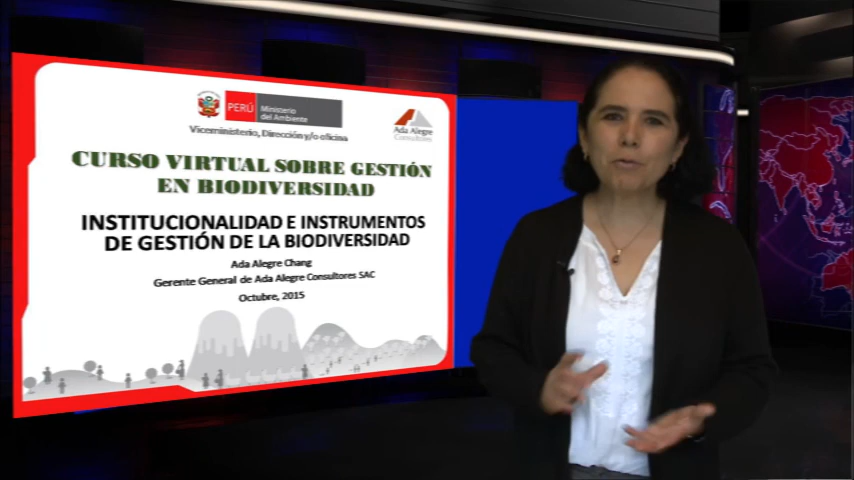 PERÚ
Ministerio
del Ambiente
Viceministerio, Dirección y/o oficina
Ada Alegre
Consultores
CURSO VIRTUAL SOBRE GESTIÓN
EN BIODIVERSIDAD
INSTITUCIONALIDAD E INSTRUMENTOS
DE GESTIÓN DE LA BIODIVERSIDAD
Ada Alegre Chang
Gerente General de Ada Alegre Consultores SAC
Octubre, 2015